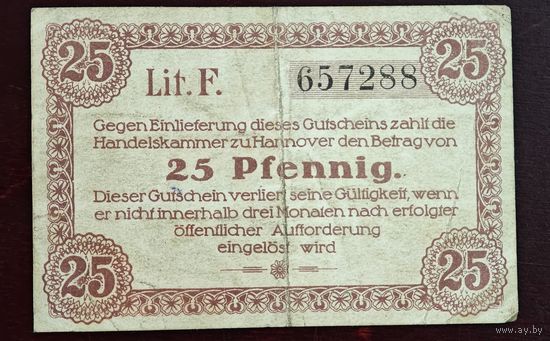 25 25
Lit. F. 657288
Gegen Einlieferung dieses Gutscheins zahlt die
Handelskammer zu Hannover den Betrag von
25 Pfennig.
Dieser Gutschein verliert seine Gültigkeit, wenn
er nicht innerhalb drei Monaten nach erfolgter
öffentlicher Aufforderung
eingelöst wird
25 25
www.ay.by